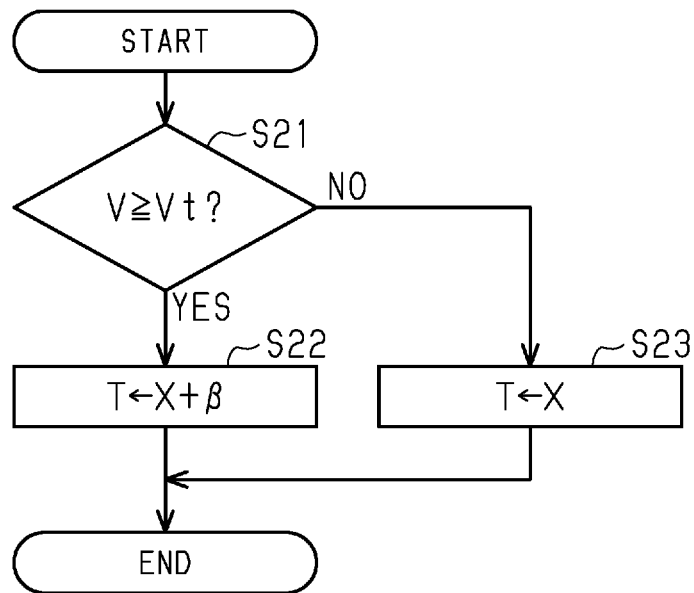 START
S21
V≧Vt?
NO
YES
S22
T←X+β
S23
T←X
END